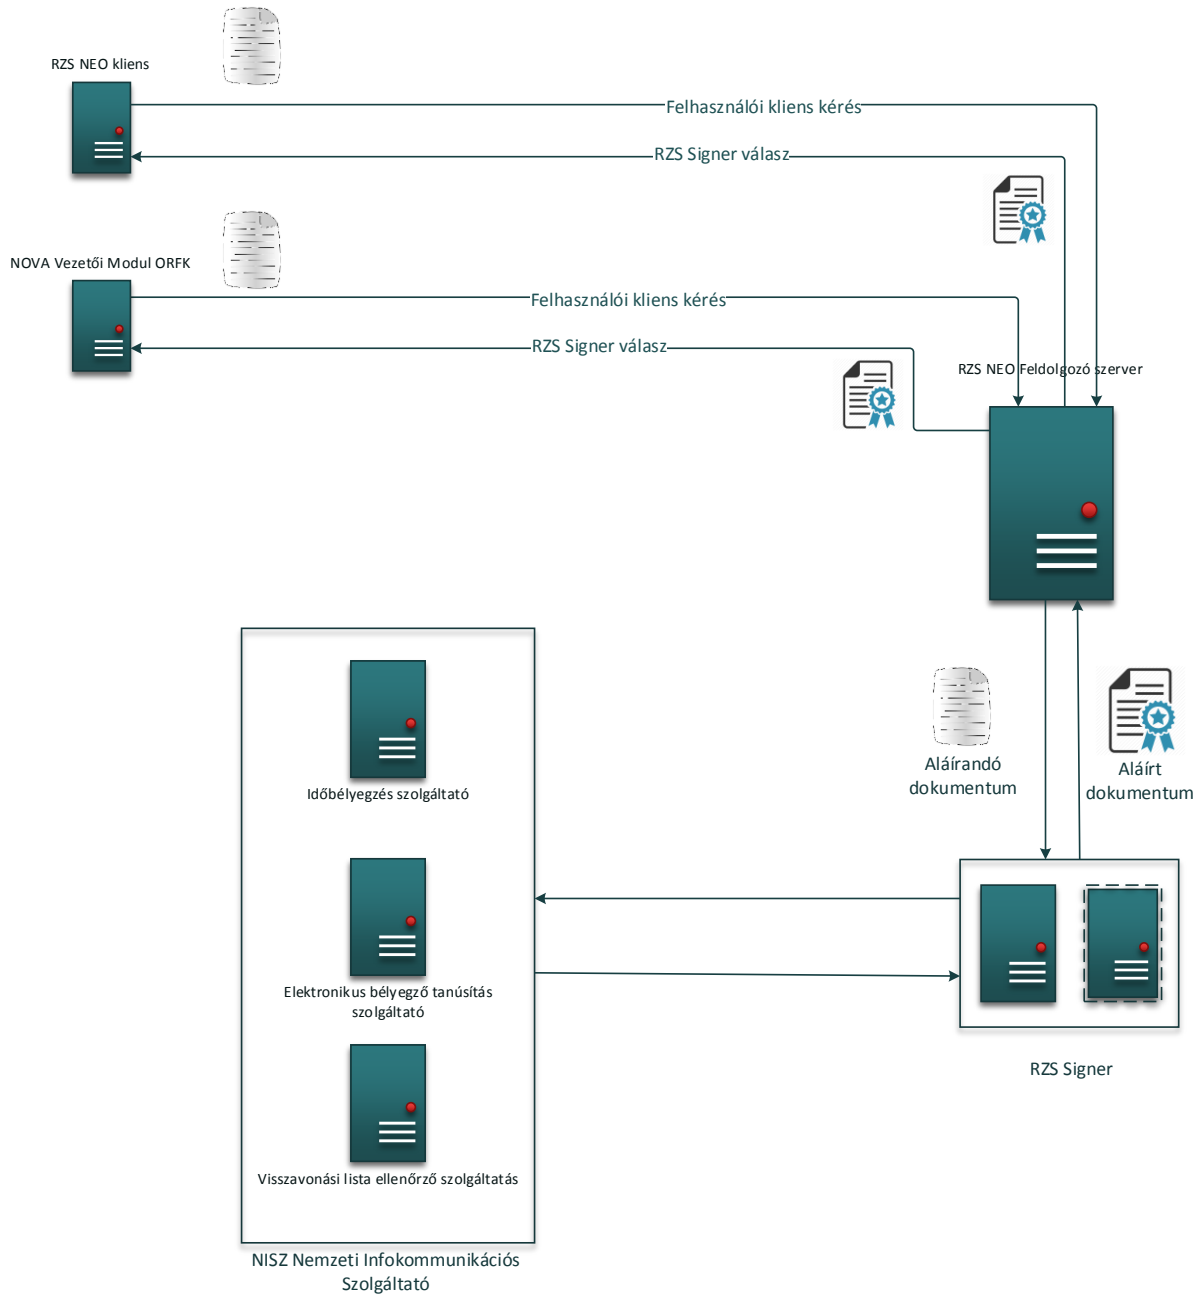 RZS NEO kliens
Felhasználói kliens kérés
RZS Signer válasz
NOVA Vezetői Modul ORFK
Felhasználói kliens kérés
RZS Signer válasz
RZS NEO Feldolgozó szerver
Aláírandó
dokumentum
Aláírt
dokumentum
Időbélyegzés szolgáltató
Elektronikus bélyegző tanúsítás
szolgáltató
RZS Signer
Visszavonási lista ellenőrző szolgáltatás
NISZ Nemzeti Infokommunikációs
Szolgáltató